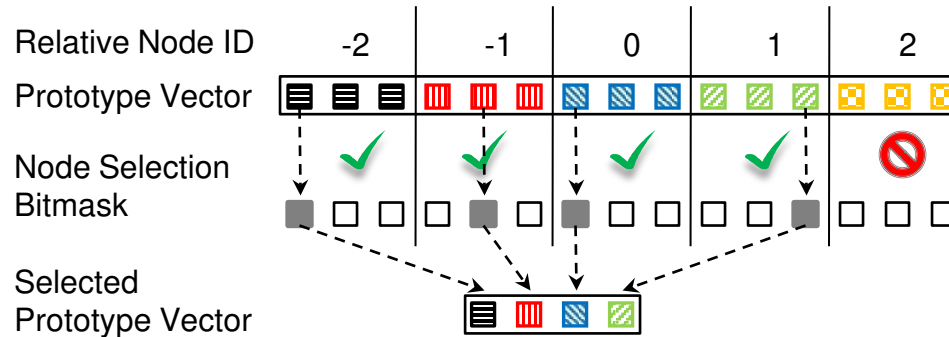 Relative Node ID -2 -1 0 1 2
Prototype Vector
Node Selection
Bitmask
Selected
Prototype Vector